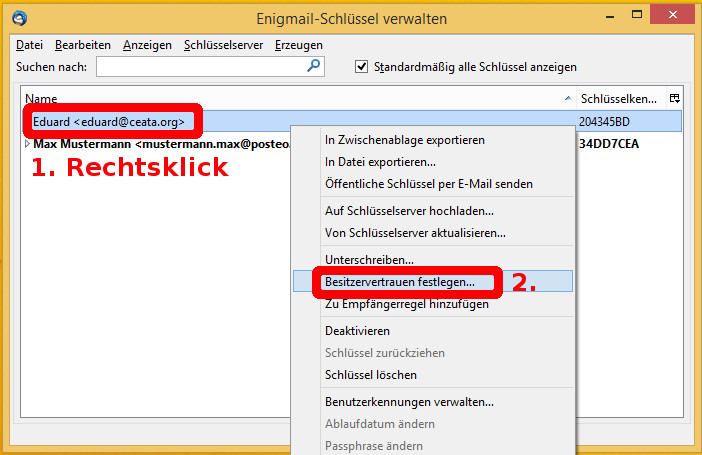 Enigmail-Schlüssel verwalten
Datei Bearbeiten Anzeigen Schlüsselserver Erzeugen
Suchen nach: Standardmäßig alle Schlüssel anzeigen
Name Schlüsselken...
Eduard <eduard@ceata.org> 204345BD
Max Mustermann <mustermann.max@posteo. 34DD7CEA
1. Rechtsklick
In Zwischenablage exportieren
In Datei exportieren...
Öffentliche Schlüssel per E-Mail senden
Auf Schlüsselserver hochladen...
Von Schlüsselserver aktualisieren...
Unterschreiben...
Besitzervertrauen festlegen... 2.
Zu Empfängerregel hinzufügen
Deaktivieren
Schlüssel zurückziehen
Schlüssel löschen
Benutzerkennungen verwalten...
Ablaufdatum ändern
Passphrase ändern